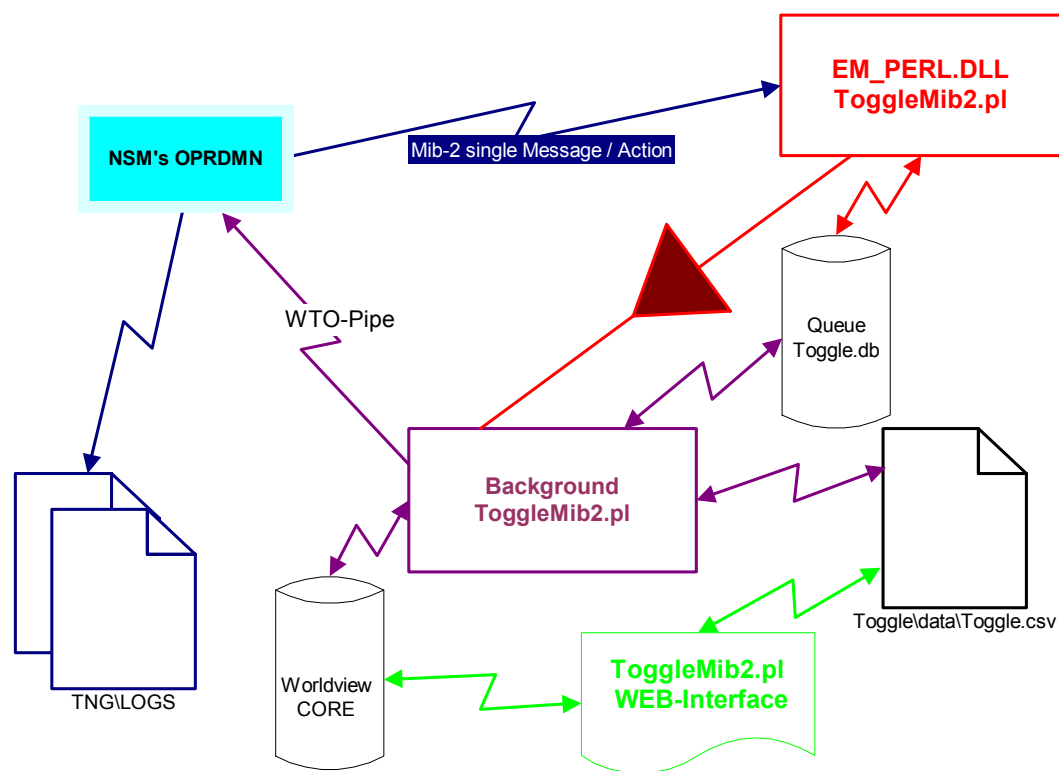 EM_PERL.DLL
ToggleMib2.pl
NSM's OPRDMN
Mib-2 single Message / Action
WTO-Pipe
Queue
Toggle.db
Background
ToggleMib2.pl
Toggle\data\Toggle.csv
ToggleMib2.pl
WEB-Interface
Worldview
CORE
TNG\LOGS